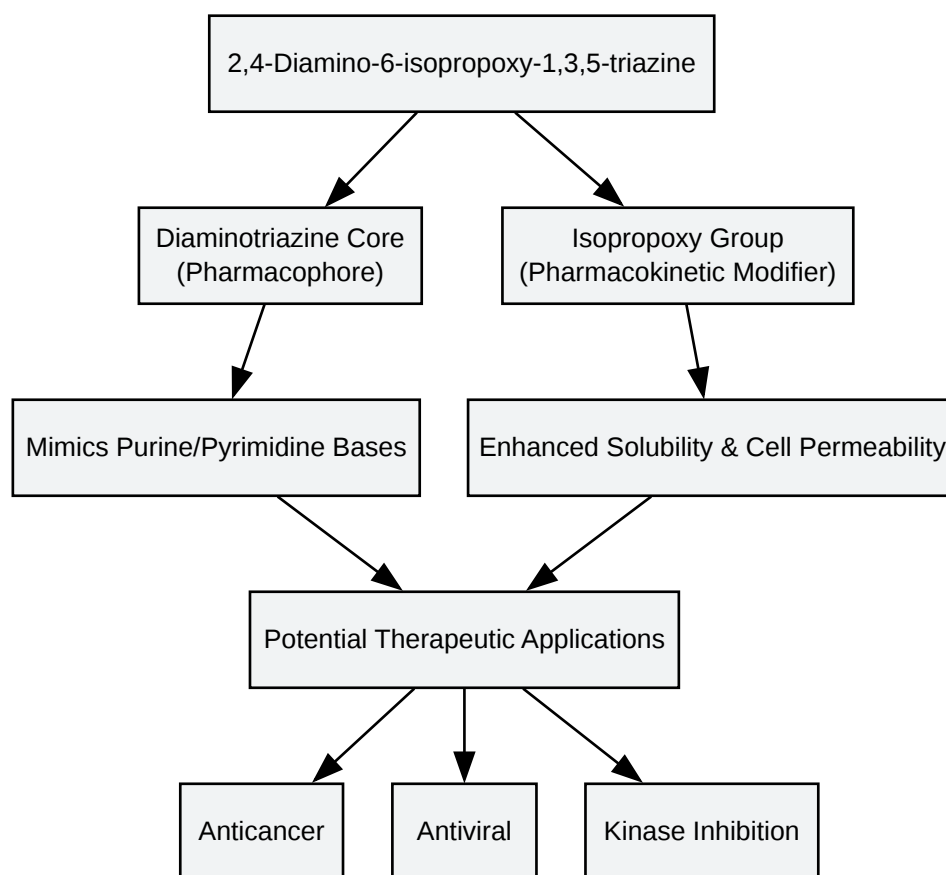 2,4-Diamino-6-isopropoxy-1,3,5-triazine
Diaminotriazine Core
(Pharmacophore)
Isopropoxy Group
(Pharmacokinetic Modifier)
Mimics Purine/Pyrimidine Bases
Enhanced Solubility & Cell Permeability
Potential Therapeutic Applications
Anticancer
Antiviral
Kinase Inhibition